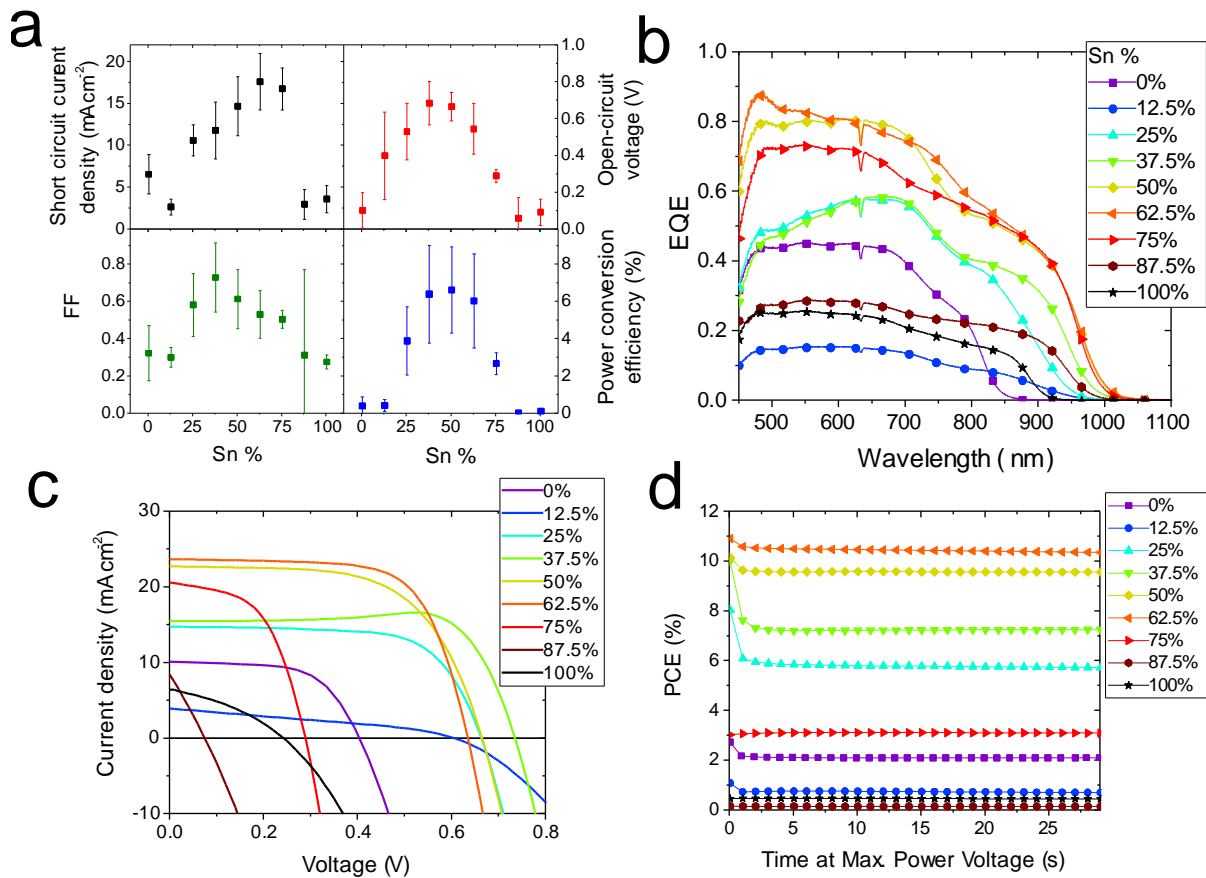 a
Short circuit current
density (mAcm-2)
20
15
10
5
0
1.0
0.8
0.6
0.4
0.2
0.0
Open-circuit
voltage (V)
FF
0.8
0.6
0.4
0.2
0.0
8
6
4
2
0
Power conversion
efficiency (%)
0 25 50 75 100
0 25 50 75 100
Sn %
Sn %
b
EQE
1.0
0.8
0.6
0.4
0.2
0.0
500 600 700 800 900 1000 1100
Wavelength ( nm)
Sn %
0%
12.5%
25%
37.5%
50%
62.5%
75%
87.5%
100%
c
Current density (mAcm-2)
30
20
10
0
-10
0.0 0.2 0.4 0.6 0.8
Voltage (V)
0%
12.5%
25%
37.5%
50%
62.5%
75%
87.5%
100%
d
PCE (%)
12
10
8
6
4
2
0
0 5 10 15 20 25
Time at Max. Power Voltage (s)
0%
12.5%
25%
37.5%
50%
62.5%
75%
87.5%
100%